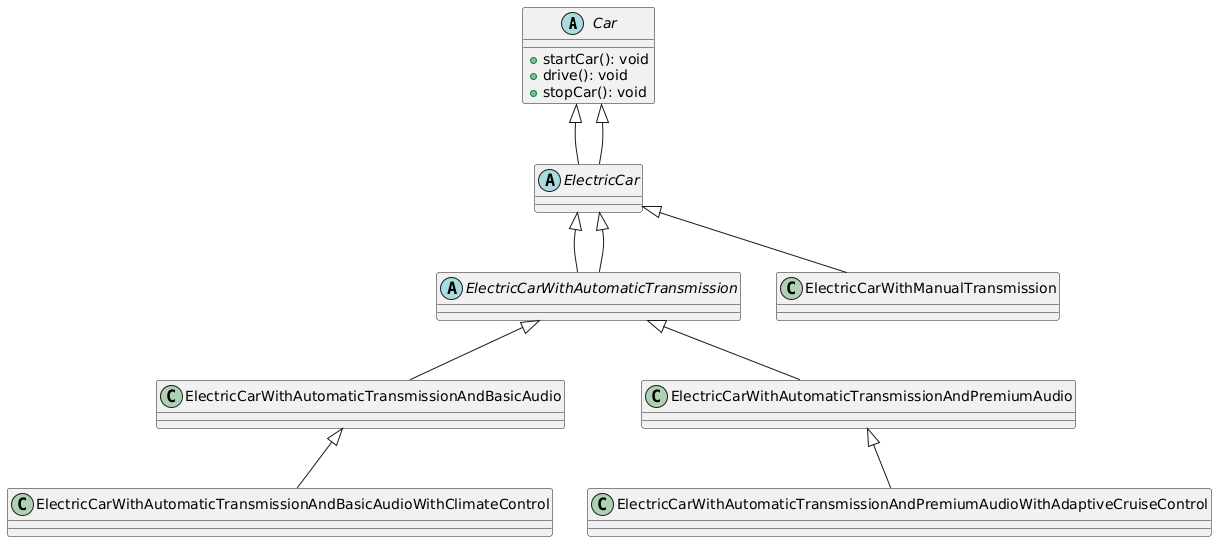 A Car
startCar(): void
drive(): void
stopCar(): void
A ElectricCar
A ElectricCarWithAutomaticTransmission
C ElectricCarWithManualTransmission
C ElectricCarWithAutomaticTransmissionAndBasicAudio
C ElectricCarWithAutomaticTransmissionAndPremiumAudio
C ElectricCarWithAutomaticTransmissionAndBasicAudioWithClimateControl
C ElectricCarWithAutomaticTransmissionAndPremiumAudioWithAdaptiveCruiseControl